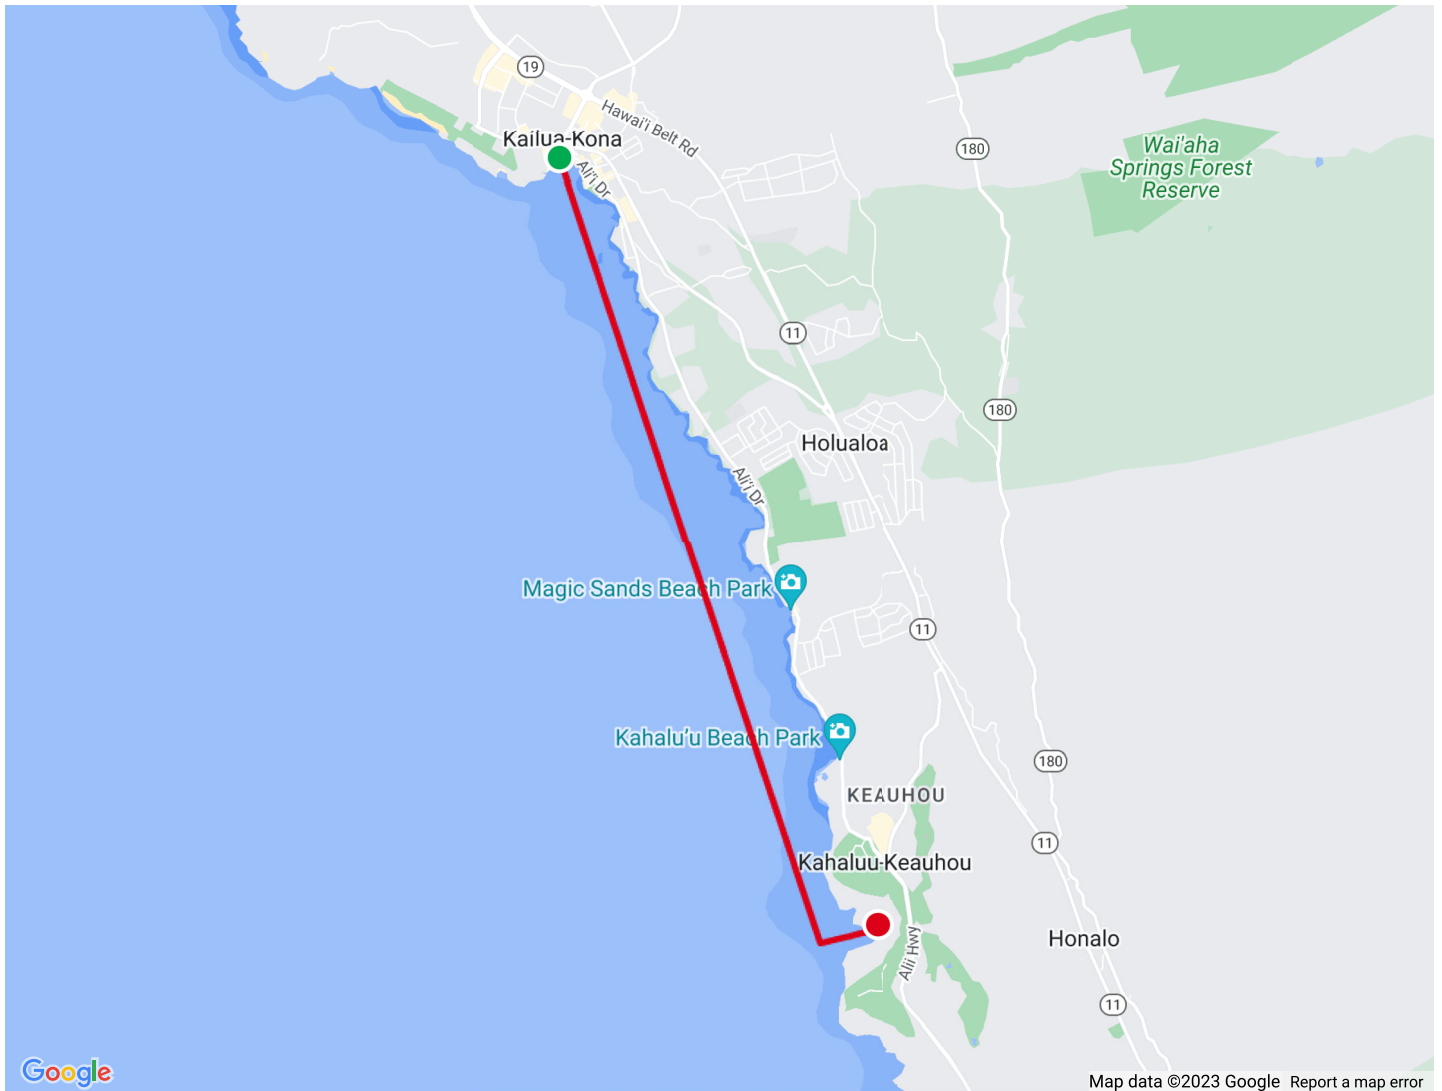 19
Hawai'i Belt Rd
Kailua-Kona
180
Wai'aha
Springs Forest
Reserve
Ali'i Dr
11
180
Holualoa
Ali'i Dr
Magic Sands Beach Park
11
Kahalu'u Beach Park
180
KEAUHOU
11
Kahaluu-Keauhou
Honalo
Alii Hwy
11
Google
Map data ©2023 Google Report a map error